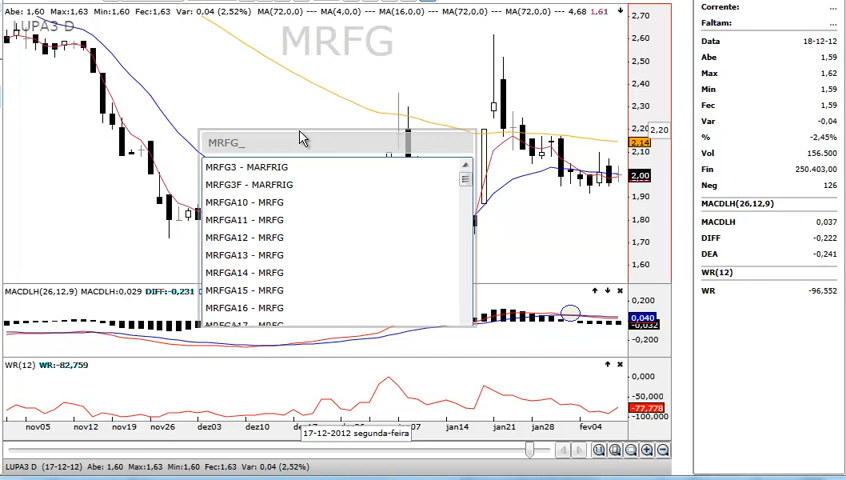 Abe: 1,60 Max:1,63 Min:1,60 Fec:1,63 Var: 0,04 (2,52%) MA(72,0,0) MA(4,0,0) MA(16,0,0) MA(72,0,0) MA(72,0,0) 4,68 1,61
LUPA3 D
MRFG
MRFG_
MRFG3 - MARFRIG
MRFG3F - MARFRIG
MRFGA10 - MRFG
MRFGA11 - MRFG
MRFGA12 - MRFG
MRFGA13 - MRFG
MRFGA14 - MRFG
MRFGA15 - MRFG
MRFGA16 - MRFG
MRFGA17 - MRFG
2,70
2,60
2,50
2,40
2,30
2,20
2,20
2,14
2,10
2,00
1,90
1,80
1,70
1,60
MACDLH(26,12,9) MACDLH:0,029 DIFF:-0,231
0,200
0,040
-0,032
-0,200
WR(12) WR:-82,759
0,000
-50,000
-77,778
-100,000
nov05 nov12 nov19 nov26 dez03 dez10 jan14 jan21 jan28 fev04
17-12-2012 segunda-feira
LUPA3 D (17-12-12) Abe: 1,60 Max:1,63 Min:1,60 Fec:1,63 Var: 0,04 (2,52%)
Corrente: ...
Faltam: ...
Data 18-12-12
Abe 1,59
Max 1,62
Min 1,59
Fec 1,59
Var -0,04
% -2,45%
Vol 156.500
Fin 250.403,00
Neg 126
MACDLH(26,12,9)
MACDLH 0,037
DIFF -0,222
DEA -0,241
WR(12)
WR -96,552